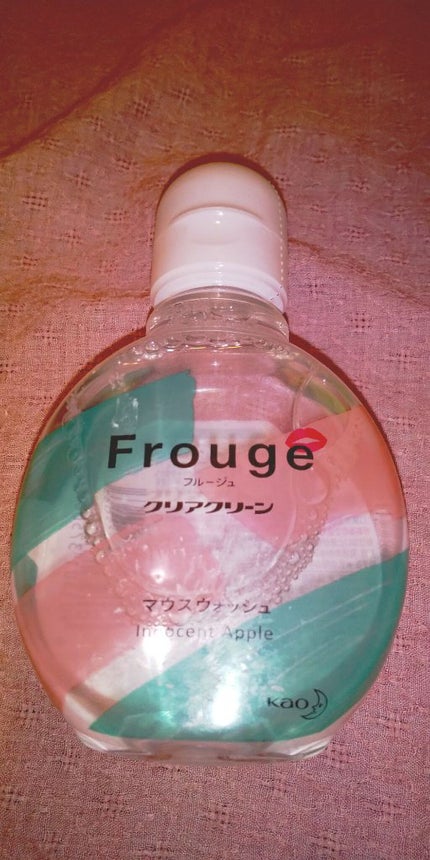 Frouge
フルージュ
クリアクリーン
マウスウォッシュ
Innocent Apple
Kao